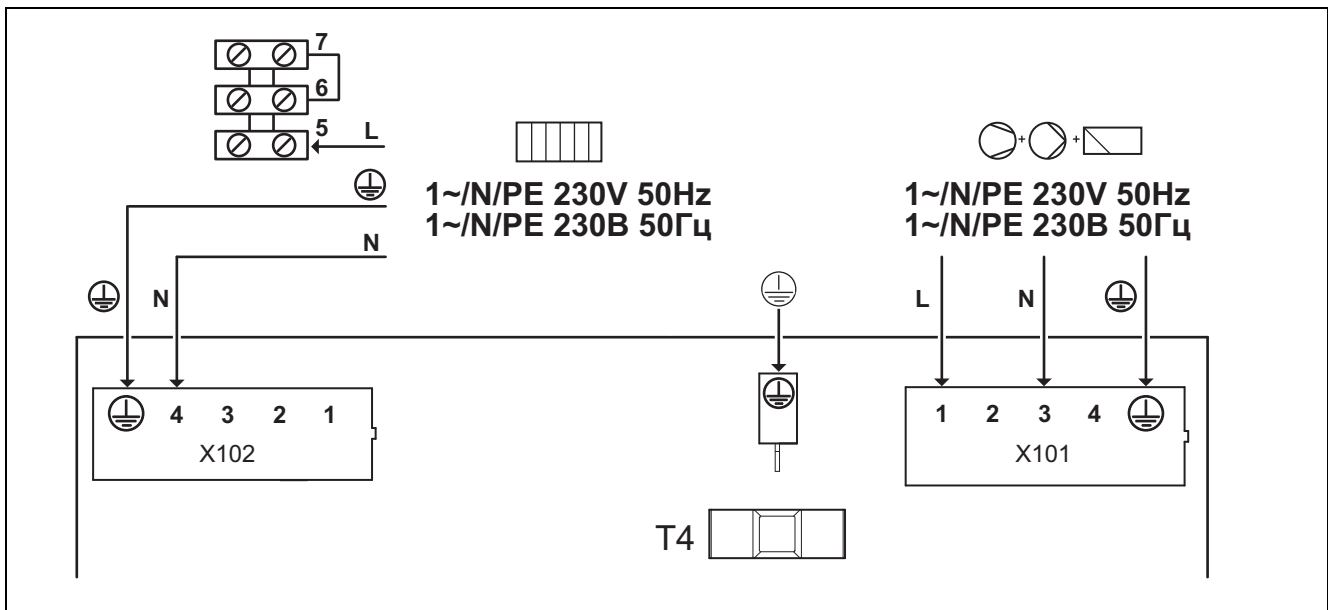 7
6
5
L
1~/N/PE 230V 50Hz
1~/N/PE 230В 50Гц
N
N
+
+
1~/N/PE 230V 50Hz
1~/N/PE 230В 50Гц
L
N
4 3 2 1
X102
1 2 3 4
X101
T4